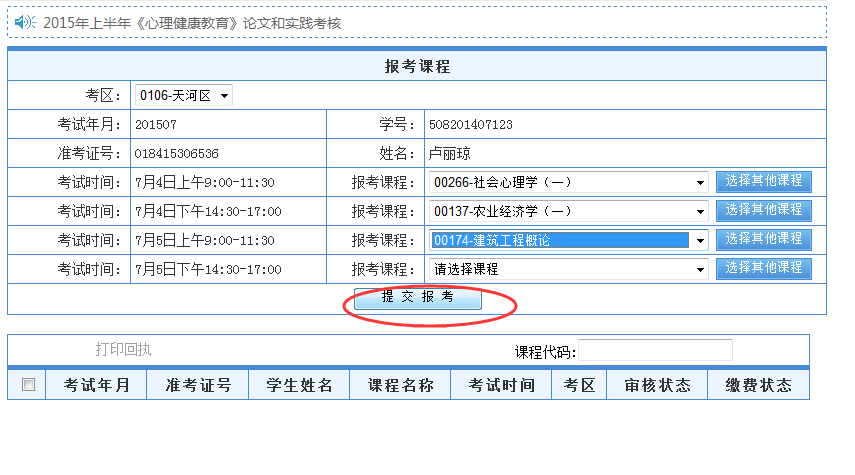 2015年上半年《心理健康教育》论文和实践考核
报考课程
考区： 0106-天河区
考试年月： 201507 学号： 508201407123
准考证号： 018415306536 姓名： 卢丽琼
考试时间： 7月4日上午9:00-11:30 报考课程： 00266-社会心理学（一） 选择其他课程
考试时间： 7月4日下午14:30-17:00 报考课程： 00137-农业经济学（一） 选择其他课程
考试时间： 7月5日上午9:00-11:30 报考课程： 00174-建筑工程概论 选择其他课程
考试时间： 7月5日下午14:30-17:00 报考课程： 请选择课程 选择其他课程
提 交 报 考
打印回执 课程代码:
考试年月 准考证号 学生姓名 课程名称 考试时间 考区 审核状态 缴费状态